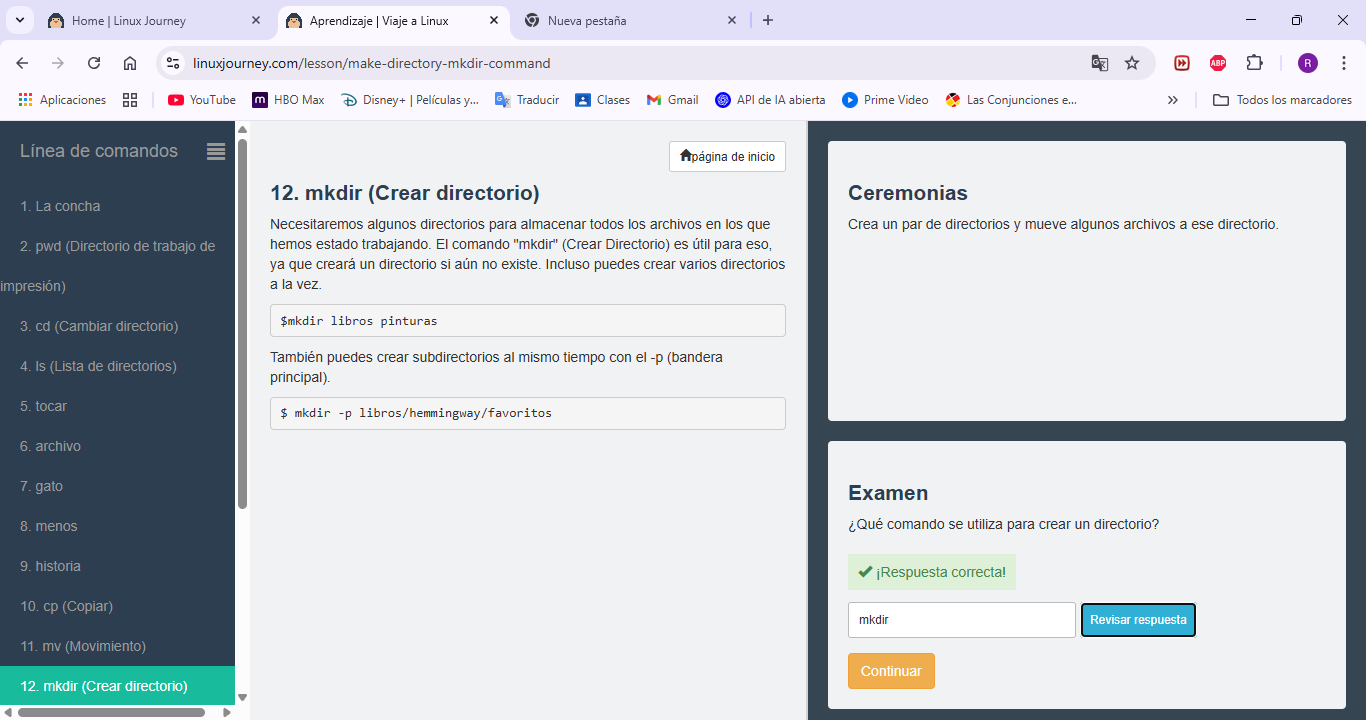 Home | Linux Journey
Aprendizaje | Viaje a Linux
Nueva pestaña
linuxjourney.com/lesson/make-directory-mkdir-command
ABP
R
Aplicaciones
YouTube
HBO Max
Disney+ | Películas y...
Traducir
Clases
Gmail
API de IA abierta
Prime Video
Las Conjunciones e...
Todos los marcadores
Línea de comandos
1. La concha
2. pwd (Directorio de trabajo de
impresión)
3. cd (Cambiar directorio)
4. ls (Lista de directorios)
5. tocar
6. archivo
7. gato
8. menos
9. historia
10. cp (Copiar)
11. mv (Movimiento)
12. mkdir (Crear directorio)
página de inicio
12. mkdir (Crear directorio)
Necesitaremos algunos directorios para almacenar todos los archivos en los que
hemos estado trabajando. El comando "mkdir" (Crear Directorio) es útil para eso,
ya que creará un directorio si aún no existe. Incluso puedes crear varios directorios
a la vez.
$mkdir libros pinturas
También puedes crear subdirectorios al mismo tiempo con el -p (bandera
principal).
$ mkdir -p libros/hemmingway/favoritos
Ceremonias
Crea un par de directorios y mueve algunos archivos a ese directorio.
Examen
¿Qué comando se utiliza para crear un directorio?
¡Respuesta correcta!
mkdir
Revisar respuesta
Continuar